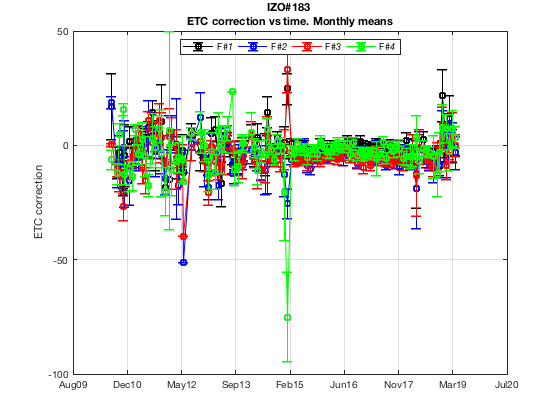 IZO#183
ETC correction vs time. Monthly means
F#1 F#2 F#3 F#4
50
0
-50
-100
ETC correction
Aug09 Dec10 May12 Sep13 Feb15 Jun16 Nov17 Mar19 Jul20